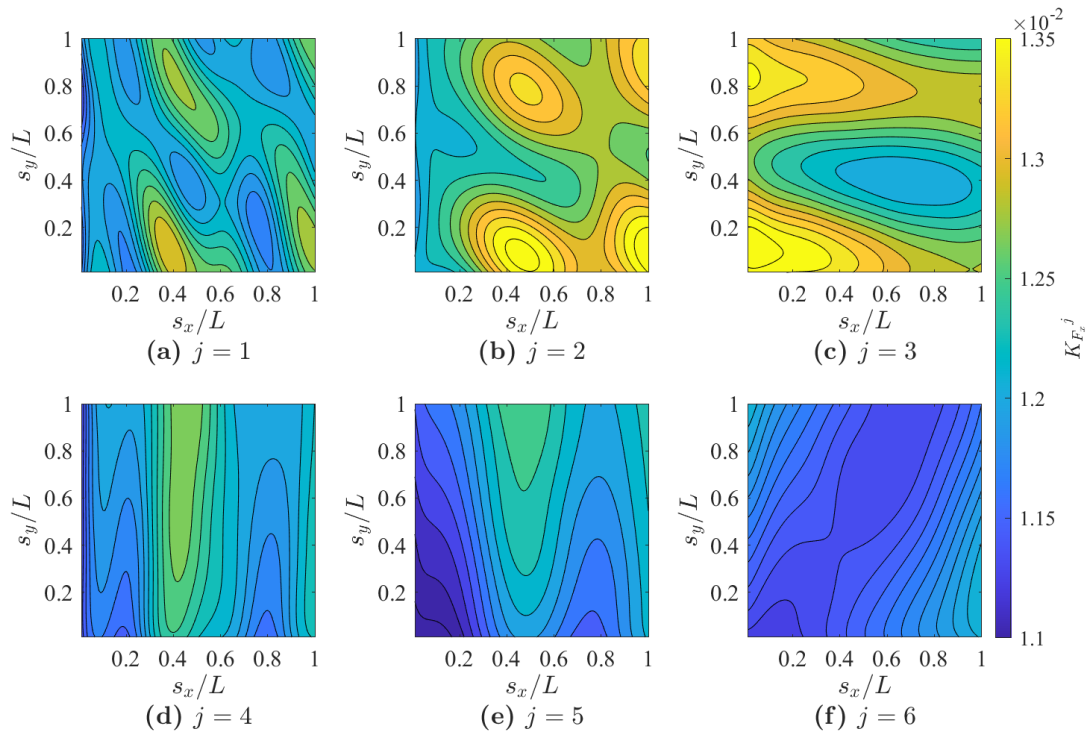 ×10⁻²
1 1 1 1.35
0.8 0.8 0.8
0.6 0.6 0.6
s_y/L s_y/L s_y/L
0.4 0.4 0.4 1.3
0.2 0.2 0.2
0.2 0.4 0.6 0.8 1 0.2 0.4 0.6 0.8 1 0.2 0.4 0.6 0.8 1
s_x/L s_x/L s_x/L 1.25
(a) j = 1 (b) j = 2 (c) j = 3
K_{F_x}^j
1 1 1 1.2
0.8 0.8 0.8
0.6 0.6 0.6 1.15
s_y/L s_y/L s_y/L
0.4 0.4 0.4
0.2 0.2 0.2
1.1
0.2 0.4 0.6 0.8 1 0.2 0.4 0.6 0.8 1 0.2 0.4 0.6 0.8 1
s_x/L s_x/L s_x/L
(d) j = 4 (e) j = 5 (f) j = 6